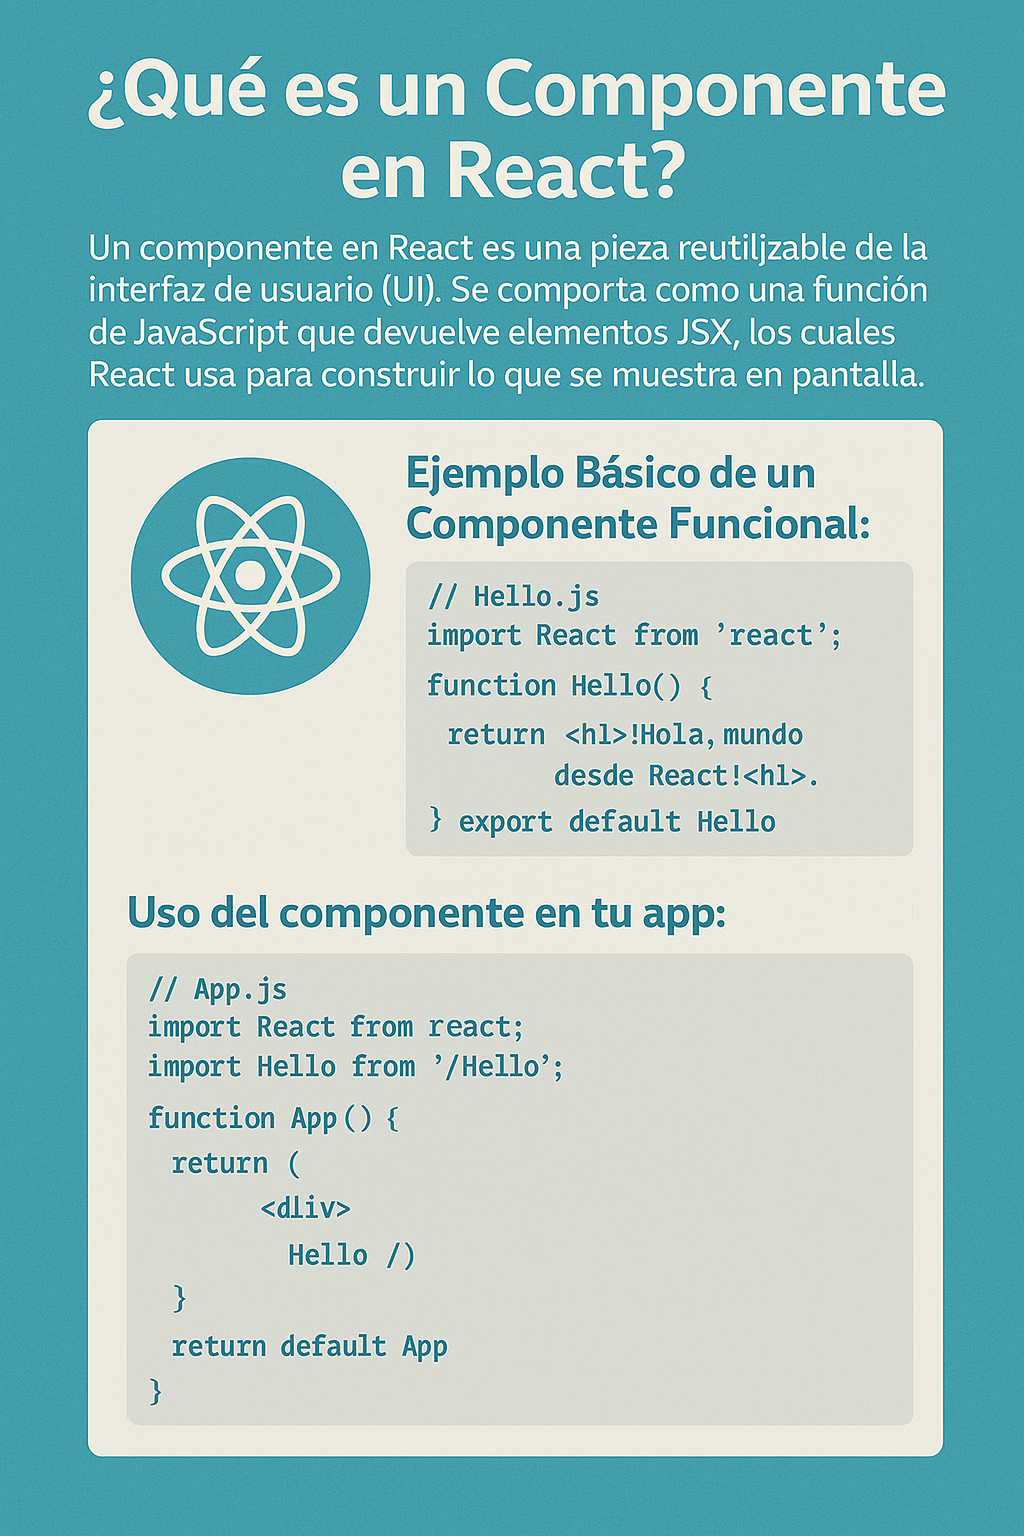 ¿Qué es un Componente
en React?
Un componente en React es una pieza reutiljzable de la
interfaz de usuario (UI). Se comporta como una función
de JavaScript que devuelve elementos JSX, los cuales
React usa para construir lo que se muestra en pantalla.
Ejemplo Básico de un
Componente Funcional:
// Hello.js
import React from ’react’;
function Hello() {
return <hl>!Hola, mundo
desde React!<hl>.
} export default Hello
Uso del componente en tu app:
// App.js
import React from react;
import Hello from ’/Hello’;
function App() {
return (
<dliv>
Hello /)
}
return default App
}